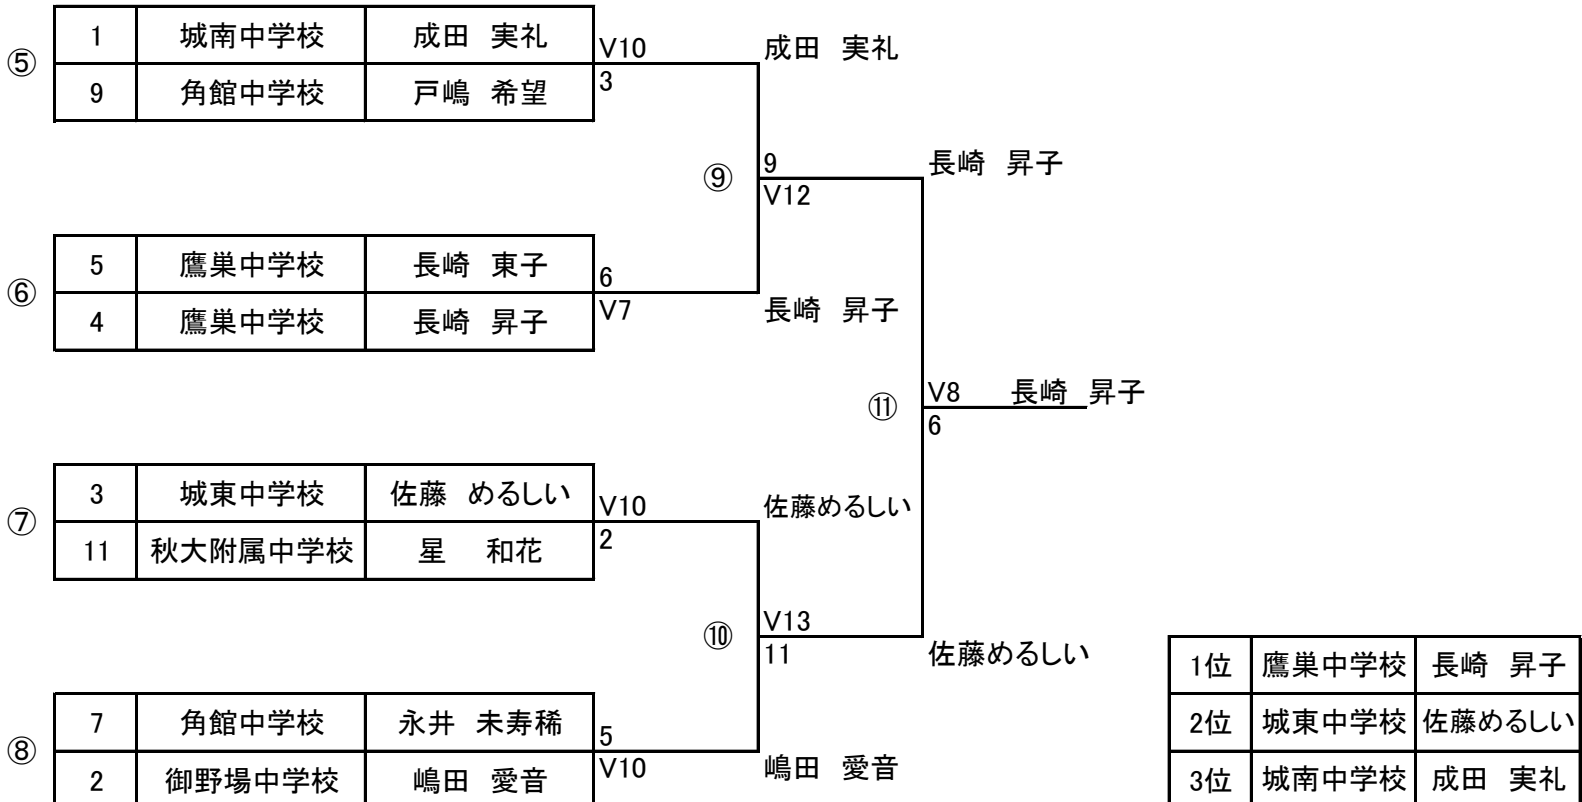 1 城南中学校 成田 実礼 V10 成田 実礼
⑤
9 角館中学校 戸嶋 希望 3
9 長崎 昇子
⑨
V12
5 鷹巣中学校 長崎 東子 6
⑥
4 鷹巣中学校 長崎 昇子 V7 長崎 昇子
V8 長崎 昇子
⑪
6
3 城東中学校 佐藤 めるしい V10 佐藤めるしい
⑦
11 秋大附属中学校 星 和花 2
V13
⑩
11 佐藤めるしい
1位 鷹巣中学校 長崎 昇子
7 角館中学校 永井 未寿稀 5
2位 城東中学校 佐藤めるしい
⑧
2 御野場中学校 嶋田 愛音 V10 嶋田 愛音
3位 城南中学校 成田 実礼